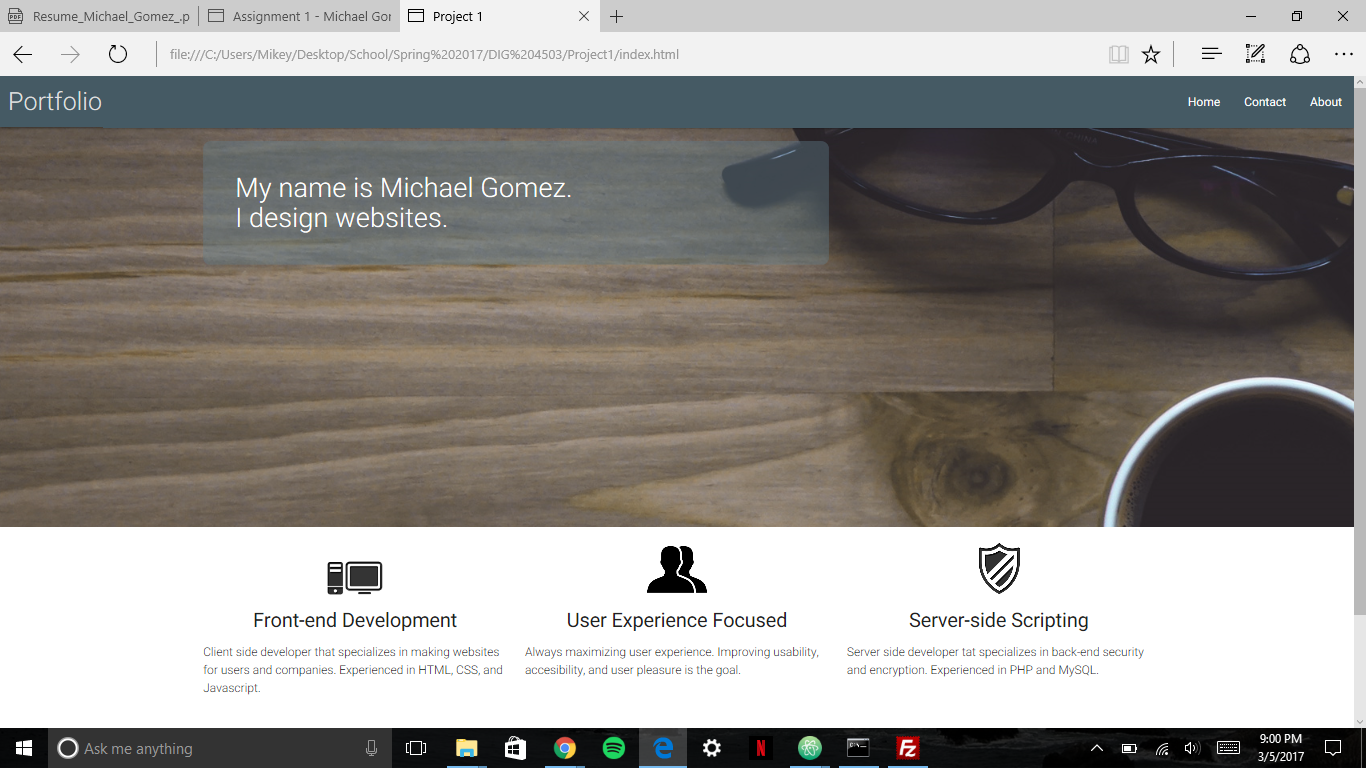 Resume_Michael_Gomez_.p
Assignment 1 - Michael Gor
Project 1
file:///C:/Users/Mikey/Desktop/School/Spring%202017/DIG%204503/Project1/index.html
Portfolio
Home
Contact
About
My name is Michael Gomez.
I design websites.
Front-end Development
Client side developer that specializes in making websites
for users and companies. Experienced in HTML, CSS, and
Javascript.
User Experience Focused
Always maximizing user experience. Improving usability,
accesibility, and user pleasure is the goal.
Server-side Scripting
Server side developer tat specializes in back-end security
and encryption. Experienced in PHP and MySQL.
Ask me anything
9:00 PM
3/5/2017